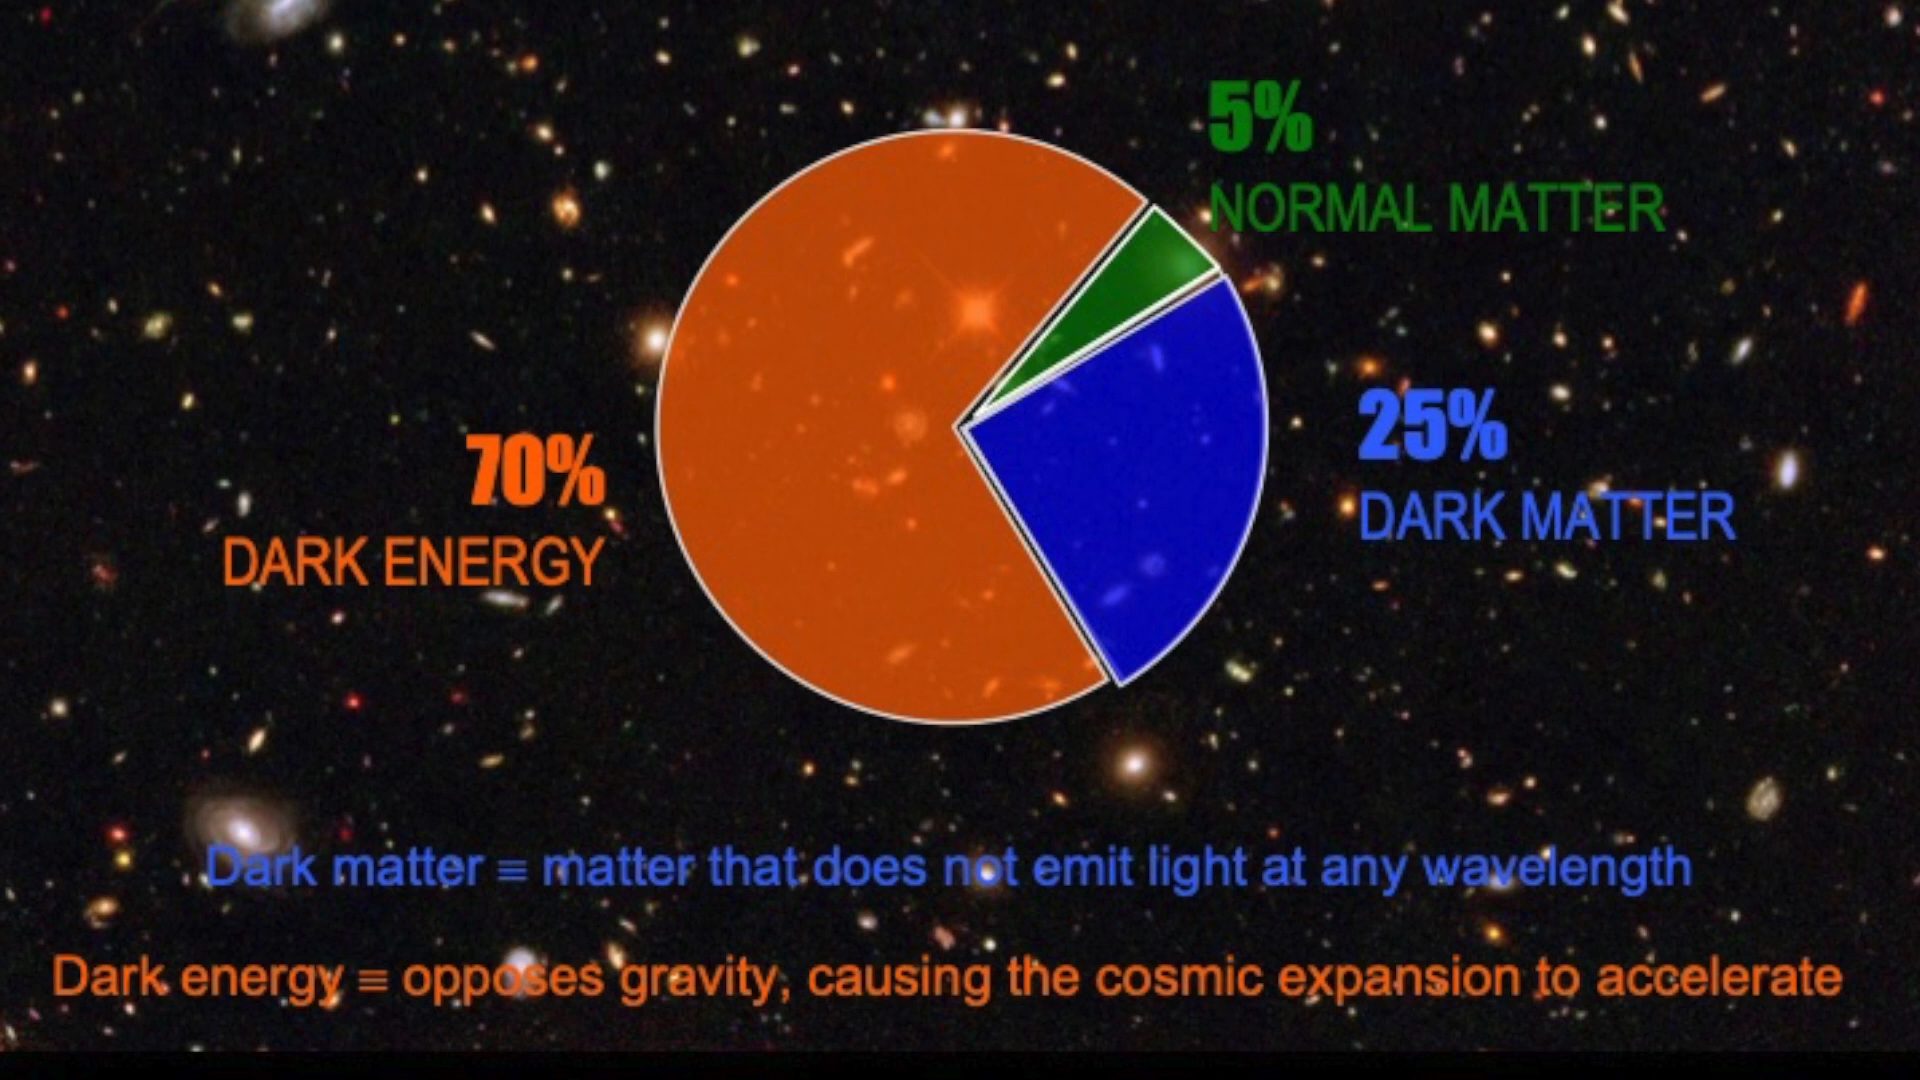 5%
NORMAL MATTER
25%
DARK MATTER
70%
DARK ENERGY
Dark matter ≡ matter that does not emit light at any wavelength
Dark energy ≡ opposes gravity, causing the cosmic expansion to accelerate